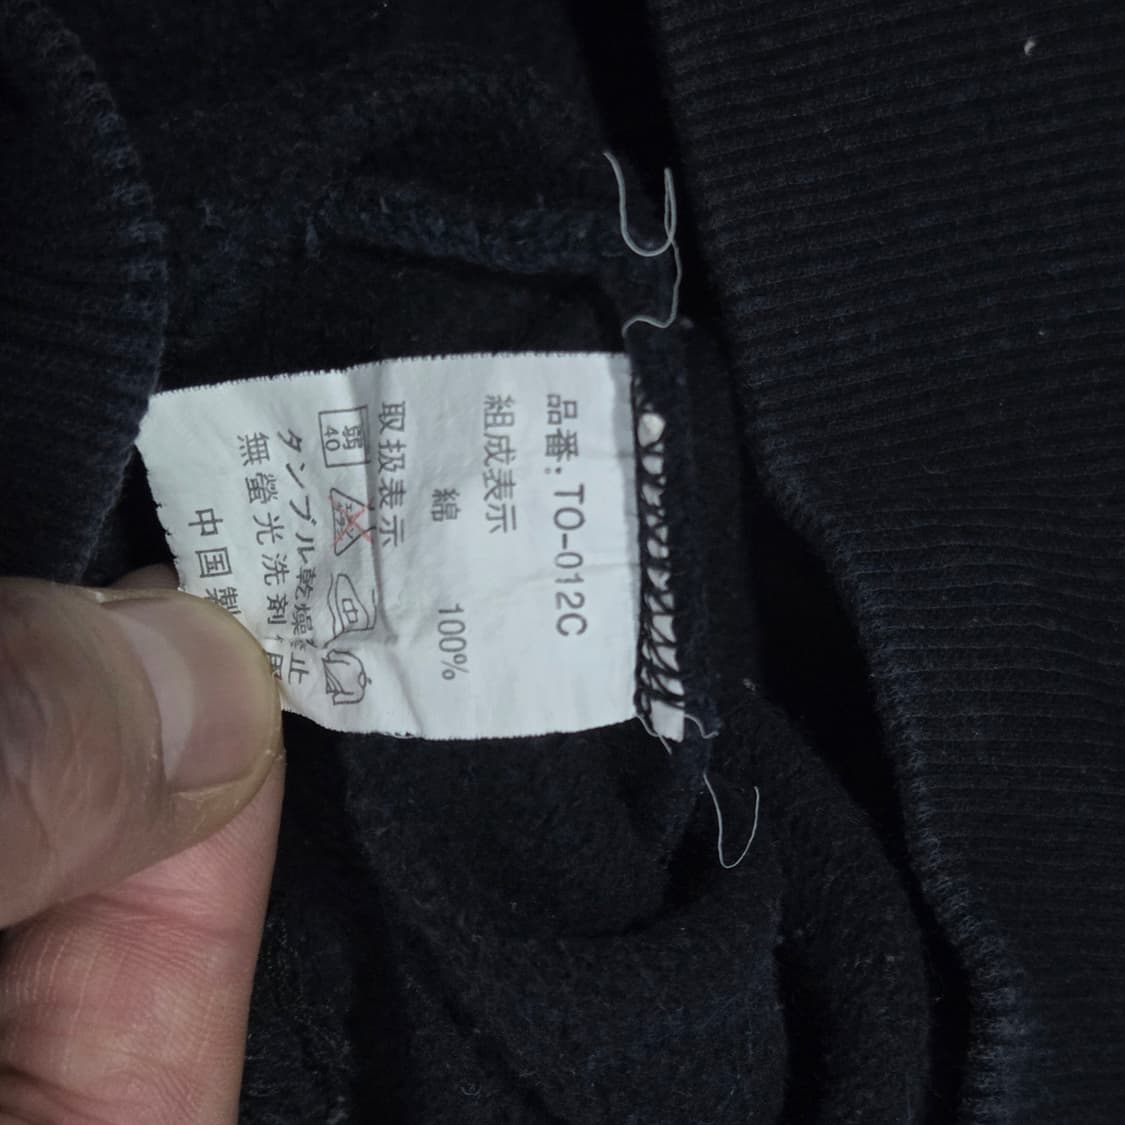 品番:TO-012C
組成表示
綿 100%
取扱表示
弱 40
中
タンブル乾燥禁止
無螢光洗剤
中国製